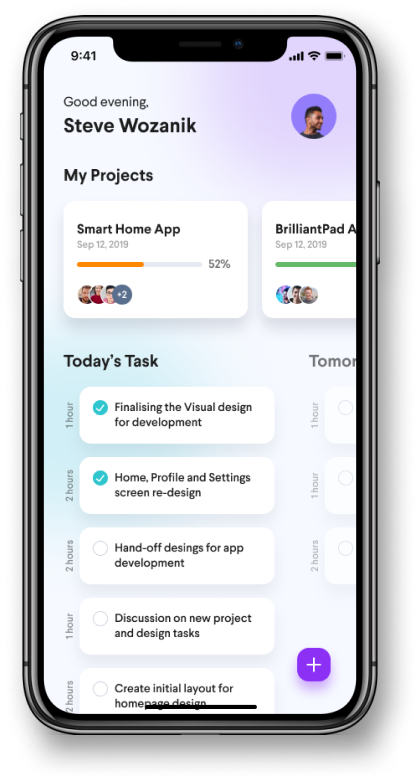 9:41
Good evening,
Steve Wozanik
My Projects
Smart Home App
Sep 12, 2019
52%
+2
BrilliantPad A
Sep 12, 2019
Today's Task
1 hour
Finalising the Visual design
for development
2 hours
Home, Profile and Settings
screen re-design
2 hours
Hand-off desings for app
development
1 hour
Discussion on new project
and design tasks
2 hours
Create initial layout for
homepage design
Tomor
1 hour
1 hour
2 hours